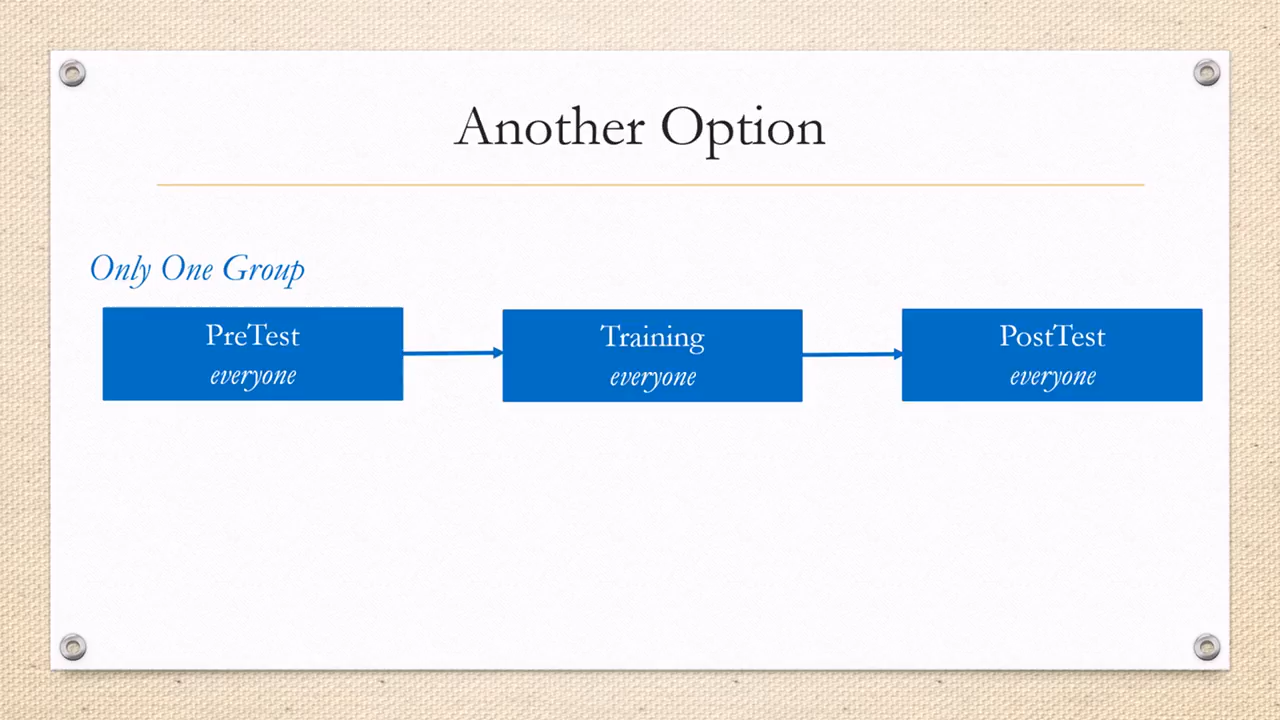 Another Option
Only One Group
PreTest
everyone
Training
everyone
PostTest
everyone